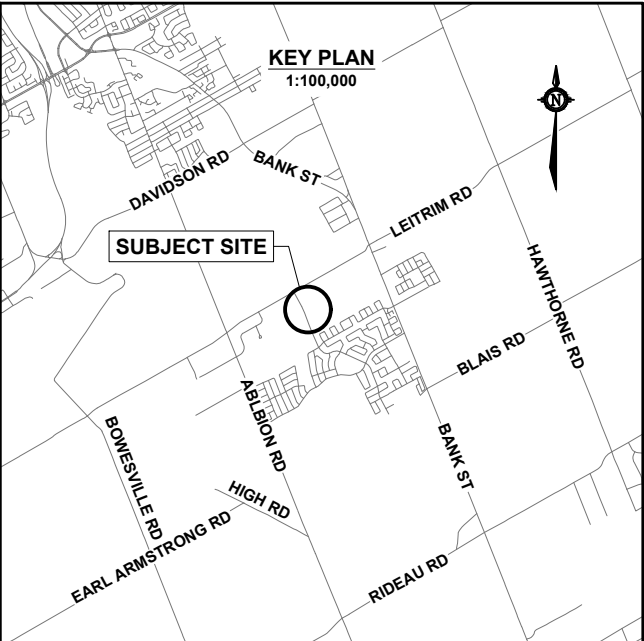 KEY PLAN
1:100,000
N
DAVIDSON RD
BANK ST
LEITRIM RD
SUBJECT SITE
HAWTHORNE RD
BLAIS RD
ABLBION RD
BOWESVILLE RD
BANK ST
HIGH RD
EARL ARMSTRONG RD
RIDEAU RD